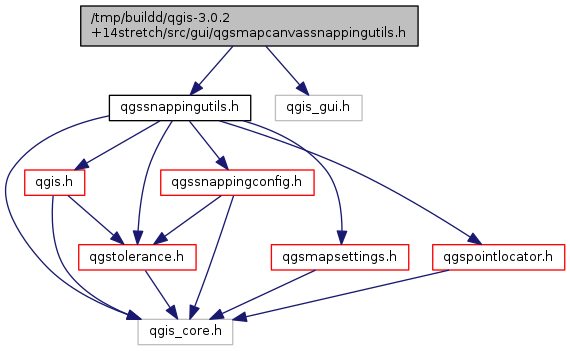 /tmp/buildd/qgis-3.0.2
+14stretch/src/gui/qgsmapcanvassnappingutils.h
qgssnappingutils.h
qgis_gui.h
qgis.h
qgssnappingconfig.h
qgstolerance.h
qgsmapsettings.h
qgspointlocator.h
qgis_core.h